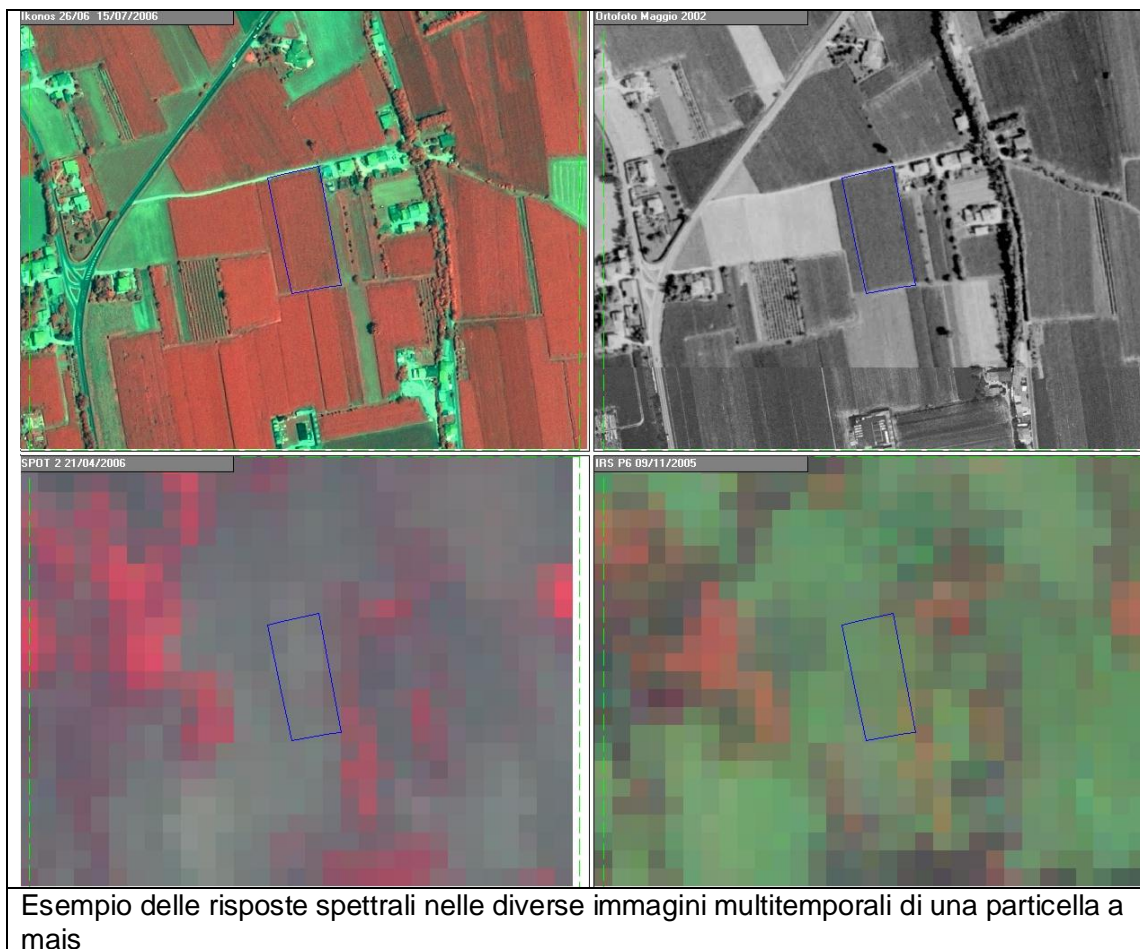 Ikonos 26/06 15/07/2006
Ortofoto Maggio 2002
SPOT 2 21/04/2006
IRS P6 09/11/2005
Esempio delle risposte spettrali nelle diverse immagini multitemporali di una particella a
mais